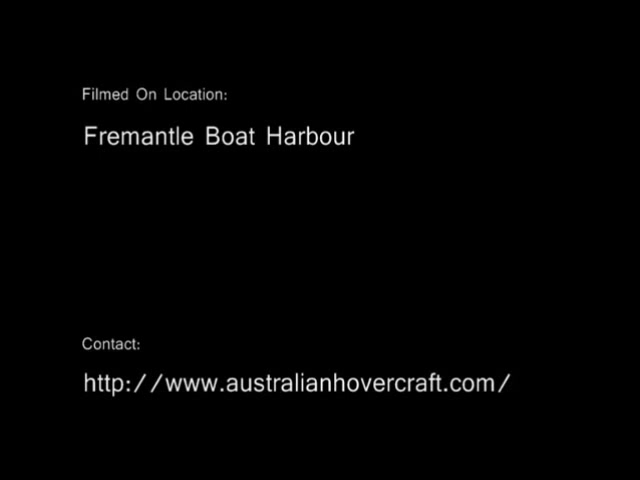 Filmed On Location:
Fremantle Boat Harbour
Contact:
http://www.australianhovercraft.com/